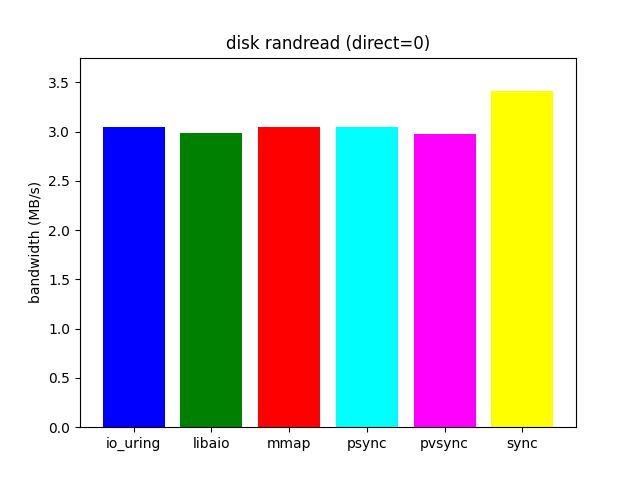 disk randread (direct=0)
bandwidth (MB/s)
3.5
3.0
2.5
2.0
1.5
1.0
0.5
0.0
io_uring libaio mmap psync pvsync sync